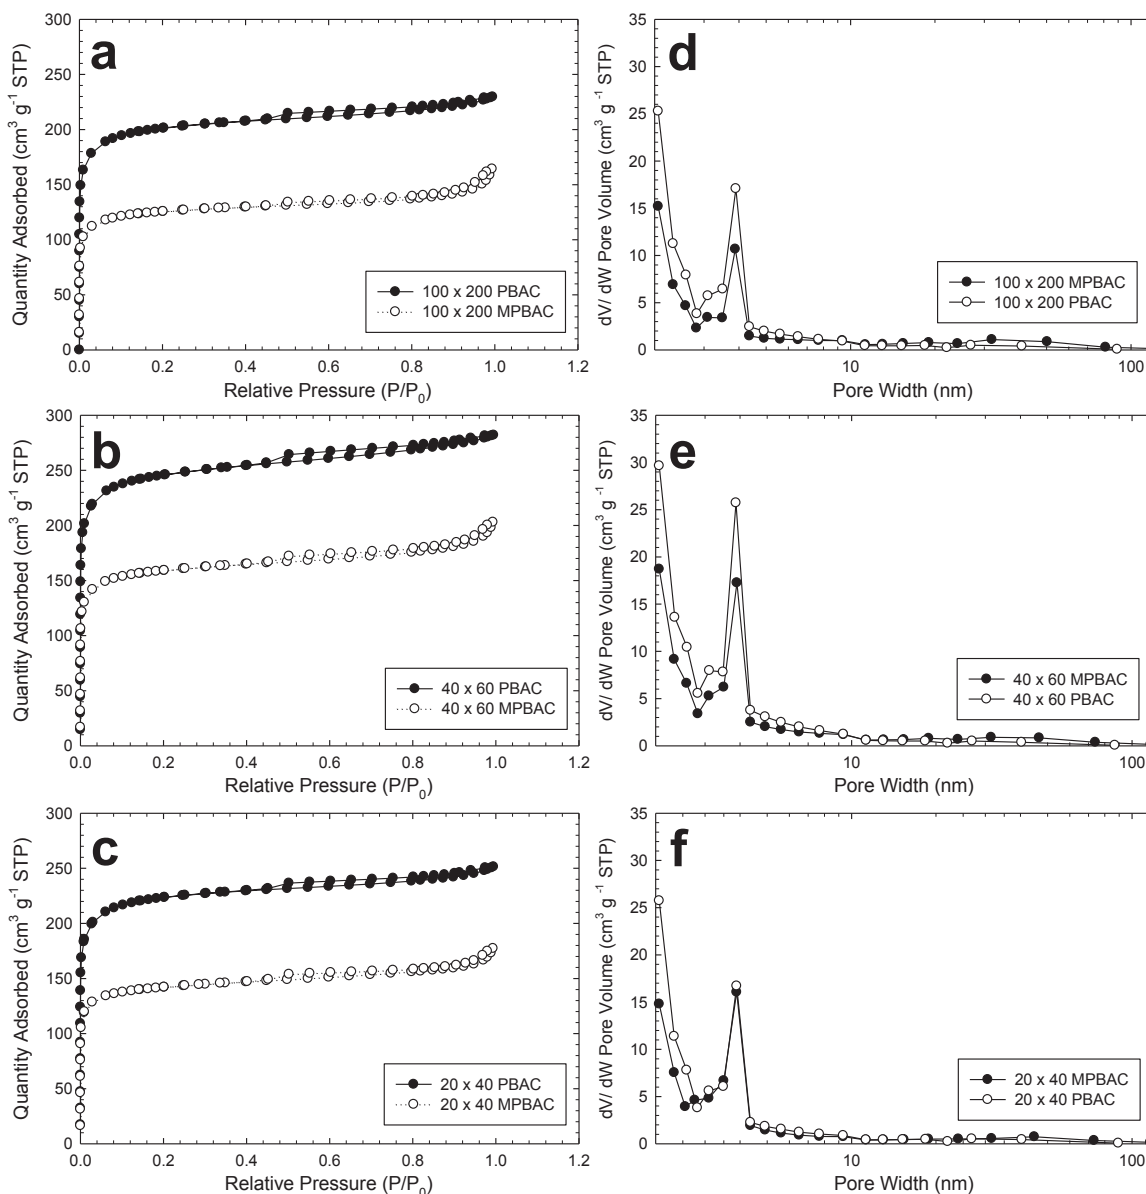 a
Quantity Adsorbed (cm³ g⁻¹ STP)
300
250
200
150
100
50
0
100 x 200 PBAC
100 x 200 MPBAC
0.0 0.2 0.4 0.6 0.8 1.0 1.2
Relative Pressure (P/P₀)
d
dV/ dW Pore Volume (cm³ g⁻¹ STP)
35
30
25
20
15
10
5
0
100 x 200 MPBAC
100 x 200 PBAC
10 100
Pore Width (nm)
b
Quantity Adsorbed (cm³ g⁻¹ STP)
300
250
200
150
100
50
0
40 x 60 PBAC
40 x 60 MPBAC
0.0 0.2 0.4 0.6 0.8 1.0 1.2
Relative Pressure (P/P₀)
e
dV/ dW Pore Volume (cm³ g⁻¹ STP)
35
30
25
20
15
10
5
0
40 x 60 MPBAC
40 x 60 PBAC
10 100
Pore Width (nm)
c
Quantity Adsorbed (cm³ g⁻¹ STP)
300
250
200
150
100
50
0
20 x 40 PBAC
20 x 40 MPBAC
0.0 0.2 0.4 0.6 0.8 1.0 1.2
Relative Pressure (P/P₀)
f
dV/ dW Pore Volume (cm³ g⁻¹ STP)
35
30
25
20
15
10
5
0
20 x 40 MPBAC
20 x 40 PBAC
10 100
Pore Width (nm)